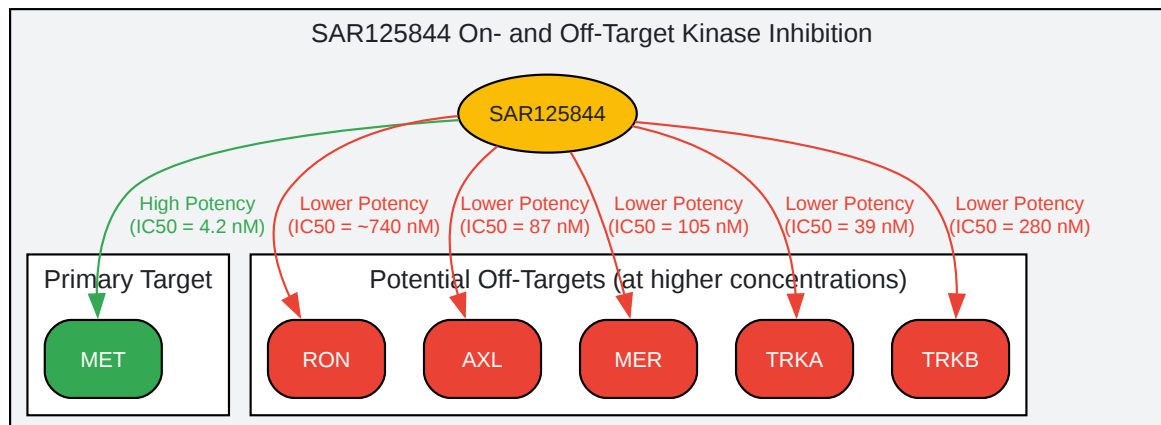 SAR125844 On- and Off-Target Kinase Inhibition
SAR125844
High Potency
(IC50 = 4.2 nM)
Lower Potency
(IC50 = ~740 nM)
Lower Potency
(IC50 = 87 nM)
Lower Potency
(IC50 = 105 nM)
Lower Potency
(IC50 = 39 nM)
Lower Potency
(IC50 = 280 nM)
Primary Target
Potential Off-Targets (at higher concentrations)
MET
RON
AXL
MER
TRKA
TRKB